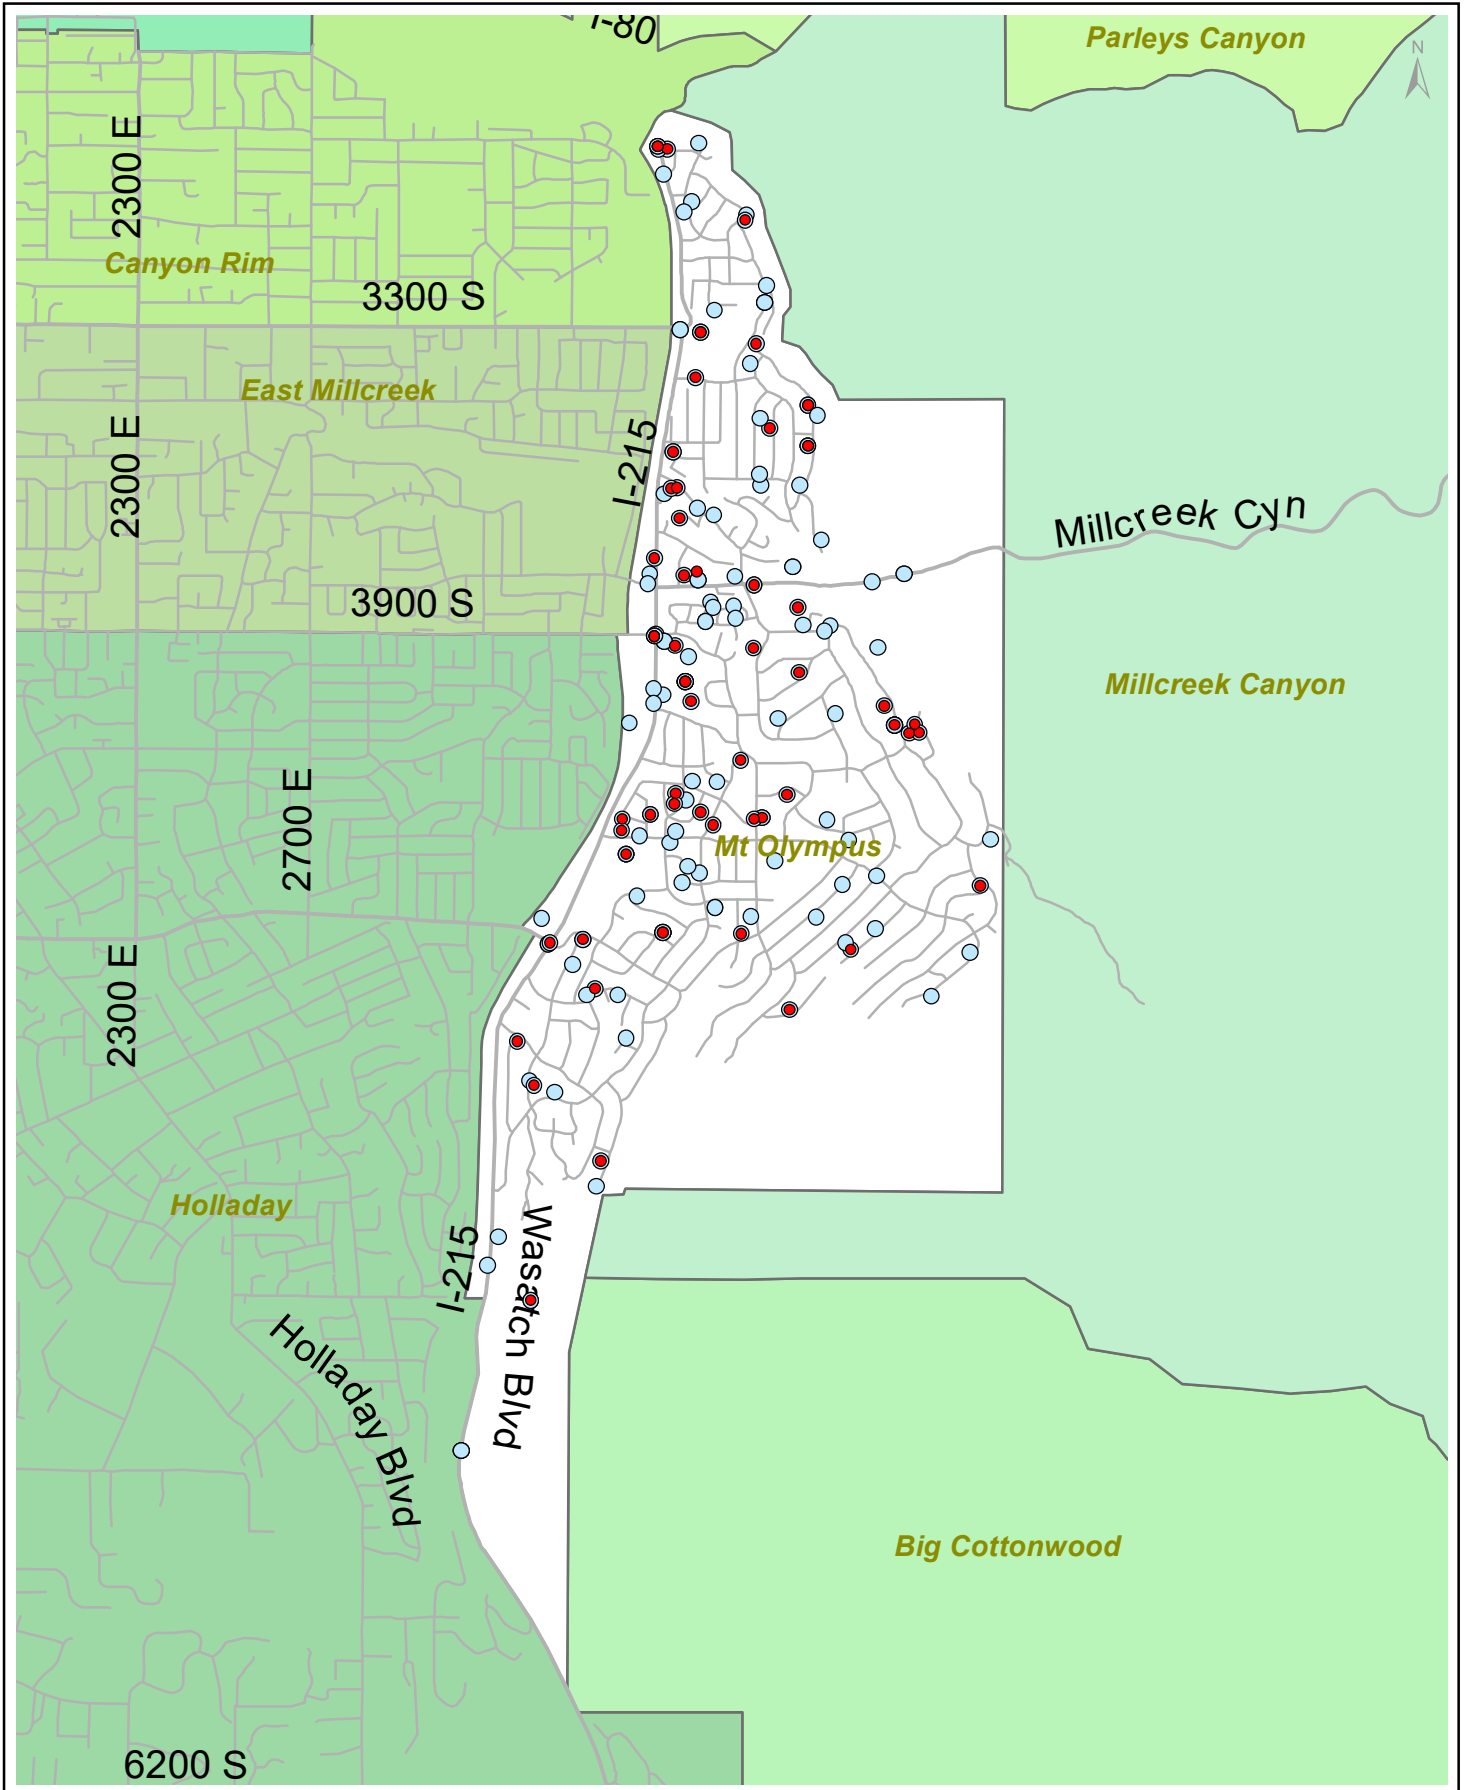 I-80
Parleys Canyon
N
2300 E
Canyon Rim
3300 S
East Millcreek
2300 E
I-215
Millcreek Cyn
3900 S
Millcreek Canyon
2700 E
Mt Olympus
2300 E
Holladay
I-215
Wasatch Blvd
Holladay Blvd
Big Cottonwood
6200 S